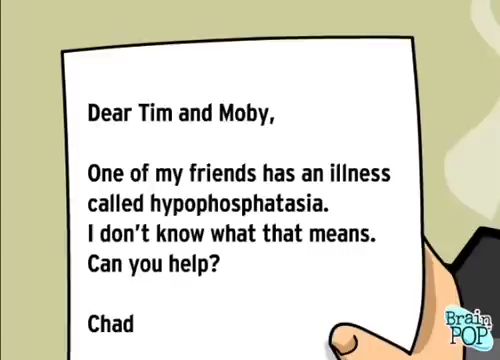 Dear Tim and Moby,
One of my friends has an illness
called hypophosphatasia.
I don't know what that means.
Can you help?
Chad
Brain
POP